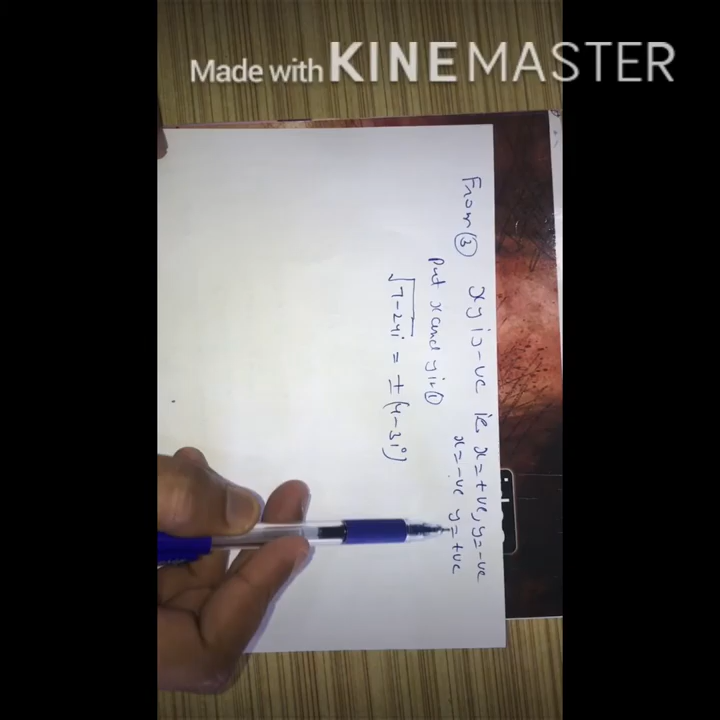 Made with KINEMASTER
From ③ xy is -ve ie. x=+ve, y=-ve
x=-ve y=+ve
Put x and y in ①
√7-24i = ±(4-3i)